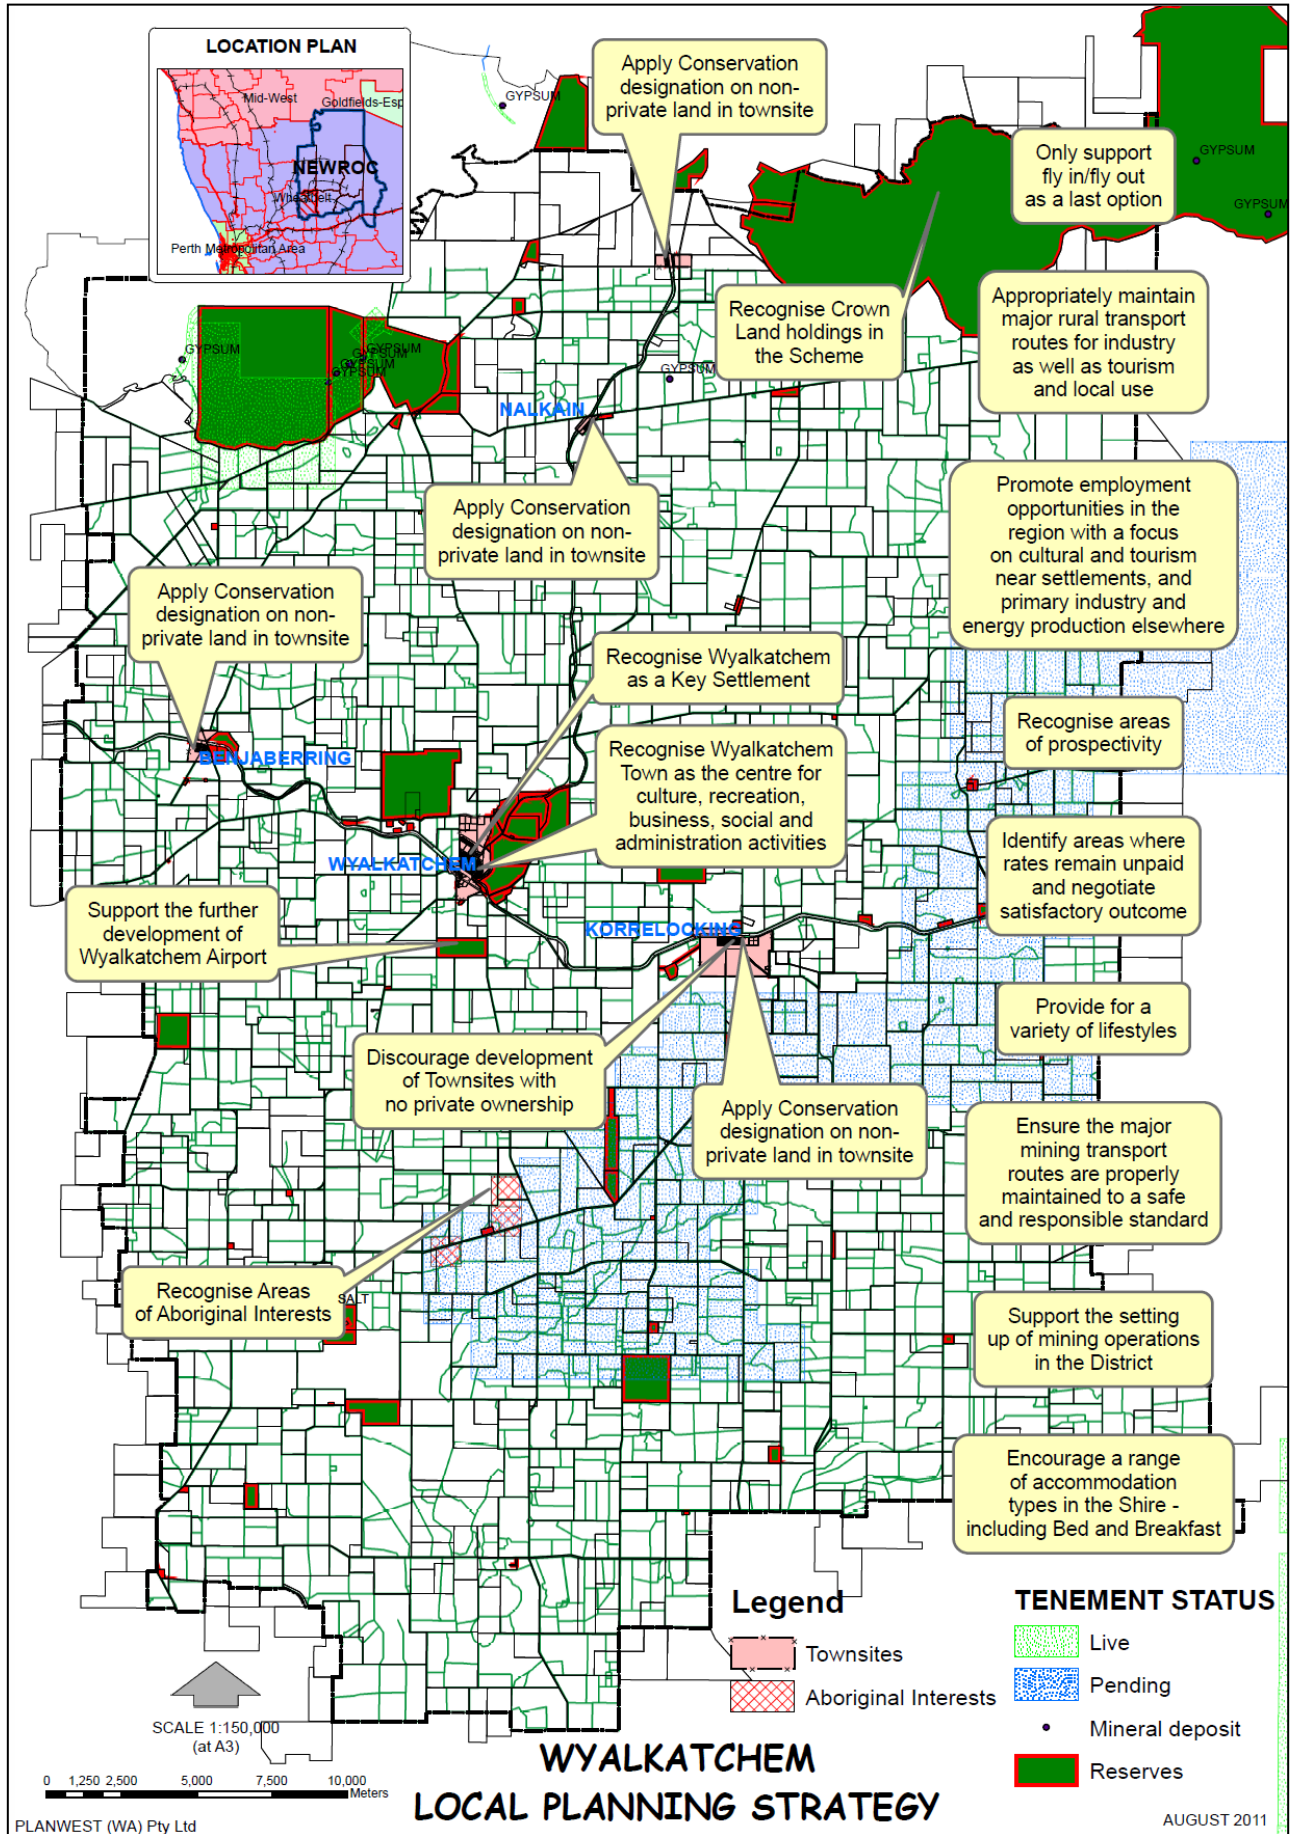 LOCATION PLAN
Mid-West
Goldfields-Esp
NEWROC
Wheatbelt
Perth Metropolitan Area
GYPSUM
Apply Conservation
designation on non-
private land in townsite
Only support
fly in/fly out
as a last option
GYPSUM
GYPSUM
Recognise Crown
Land holdings in
the Scheme
Appropriately maintain
major rural transport
routes for industry
as well as tourism
and local use
GYPSUM
GYPSUM
GYPSUM
GYPSUM
GYPSUM
GYPSUM
NALKAIN
Apply Conservation
designation on non-
private land in townsite
Promote employment
opportunities in the
region with a focus
on cultural and tourism
near settlements, and
primary industry and
energy production elsewhere
Apply Conservation
designation on non-
private land in townsite
Recognise Wyalkatchem
as a Key Settlement
Recognise areas
of prospectivity
BENJABERRING
Recognise Wyalkatchem
Town as the centre for
culture, recreation,
business, social and
administration activities
WYALKATCHEM
Identify areas where
rates remain unpaid
and negotiate
satisfactory outcome
Support the further
development of
Wyalkatchem Airport
KORRELOCKING
Provide for a
variety of lifestyles
Discourage development
of Townsites with
no private ownership
Apply Conservation
designation on non-
private land in townsite
Ensure the major
mining transport
routes are properly
maintained to a safe
and responsible standard
Recognise Areas
of Aboriginal Interests
SALT
Support the setting
up of mining operations
in the District
Encourage a range
of accommodation
types in the Shire -
including Bed and Breakfast
Legend
Townsites
Aboriginal Interests
TENEMENT STATUS
Live
Pending
Mineral deposit
Reserves
SCALE 1:150,000
(at A3)
0 1,250 2,500 5,000 7,500 10,000
Meters
WYALKATCHEM
LOCAL PLANNING STRATEGY
PLANWEST (WA) Pty Ltd
AUGUST 2011